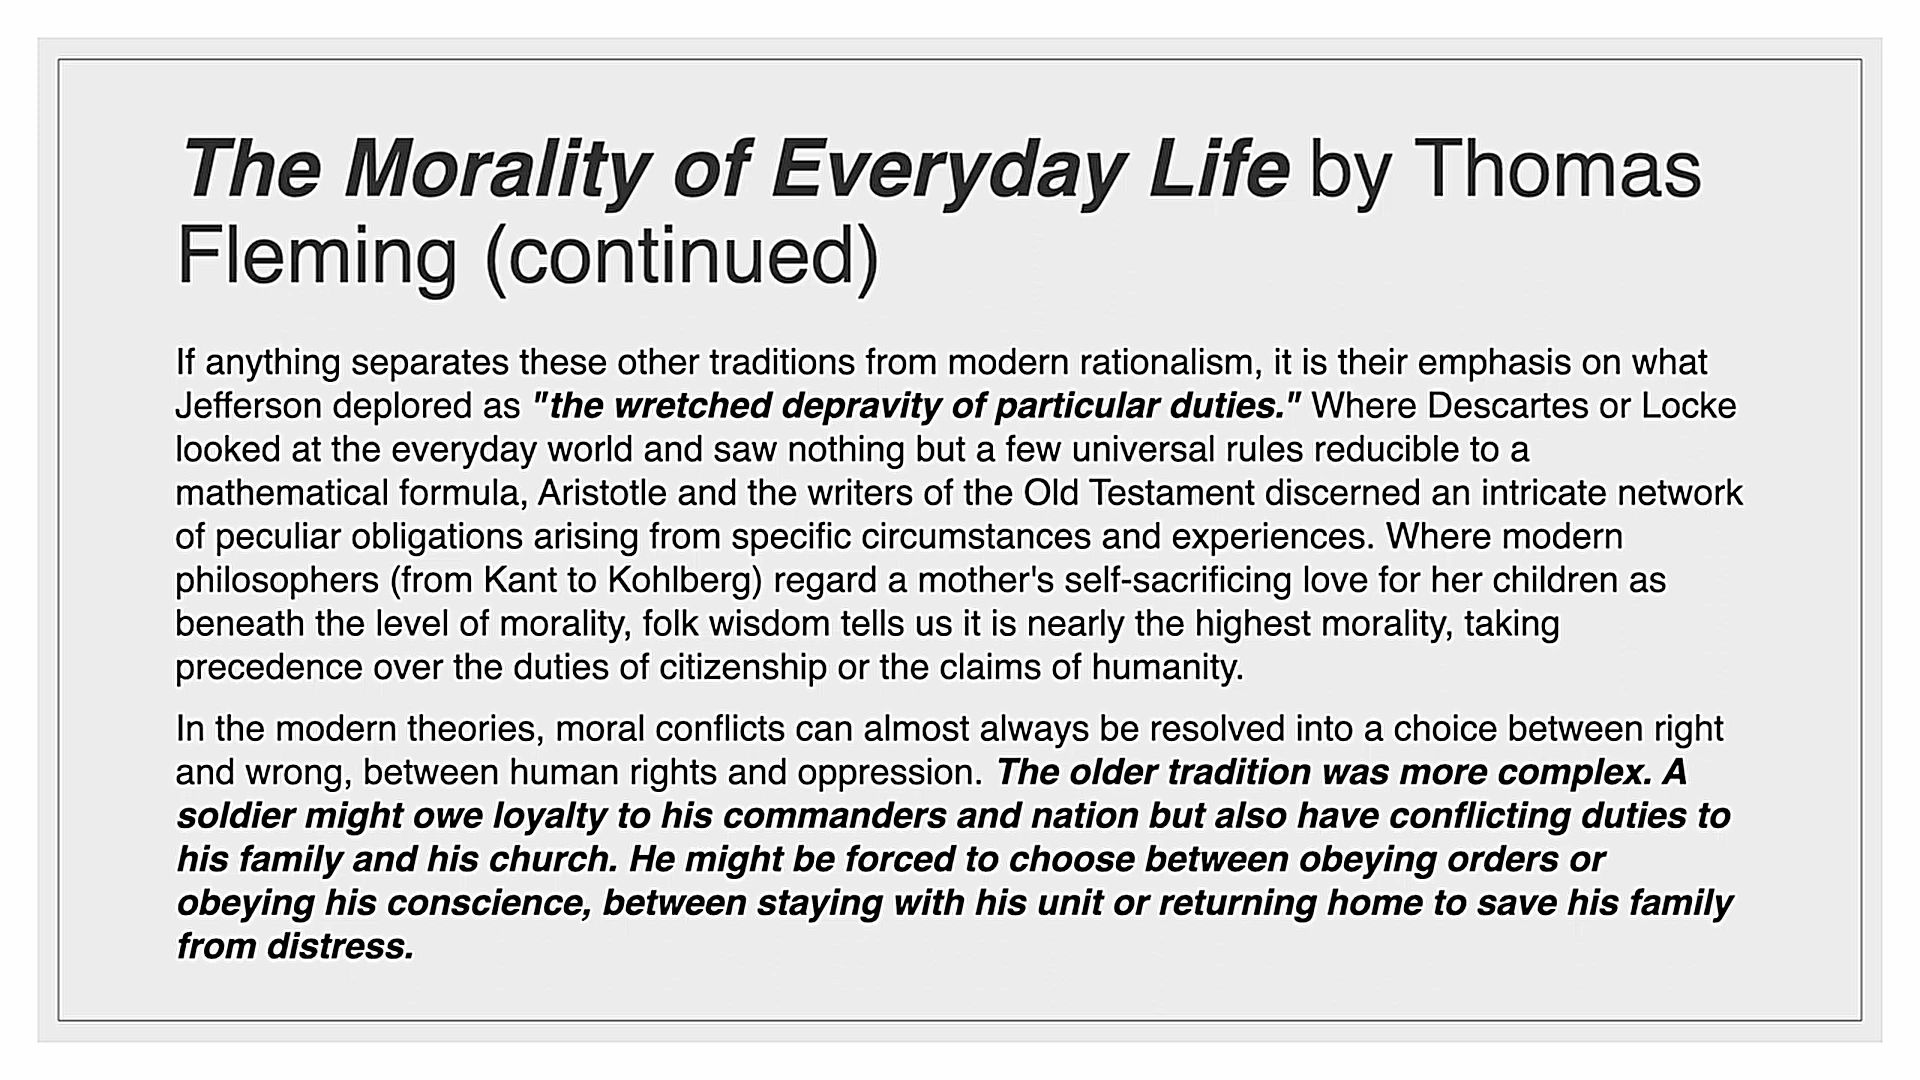 The Morality of Everyday Life by Thomas
Fleming (continued)
If anything separates these other traditions from modern rationalism, it is their emphasis on what
Jefferson deplored as "the wretched depravity of particular duties." Where Descartes or Locke
looked at the everyday world and saw nothing but a few universal rules reducible to a
mathematical formula, Aristotle and the writers of the Old Testament discerned an intricate network
of peculiar obligations arising from specific circumstances and experiences. Where modern
philosophers (from Kant to Kohlberg) regard a mother's self-sacrificing love for her children as
beneath the level of morality, folk wisdom tells us it is nearly the highest morality, taking
precedence over the duties of citizenship or the claims of humanity.
In the modern theories, moral conflicts can almost always be resolved into a choice between right
and wrong, between human rights and oppression. The older tradition was more complex. A
soldier might owe loyalty to his commanders and nation but also have conflicting duties to
his family and his church. He might be forced to choose between obeying orders or
obeying his conscience, between staying with his unit or returning home to save his family
from distress.